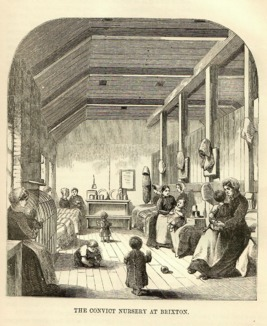 THE CONVICT NURSERY AT BRIXTON.